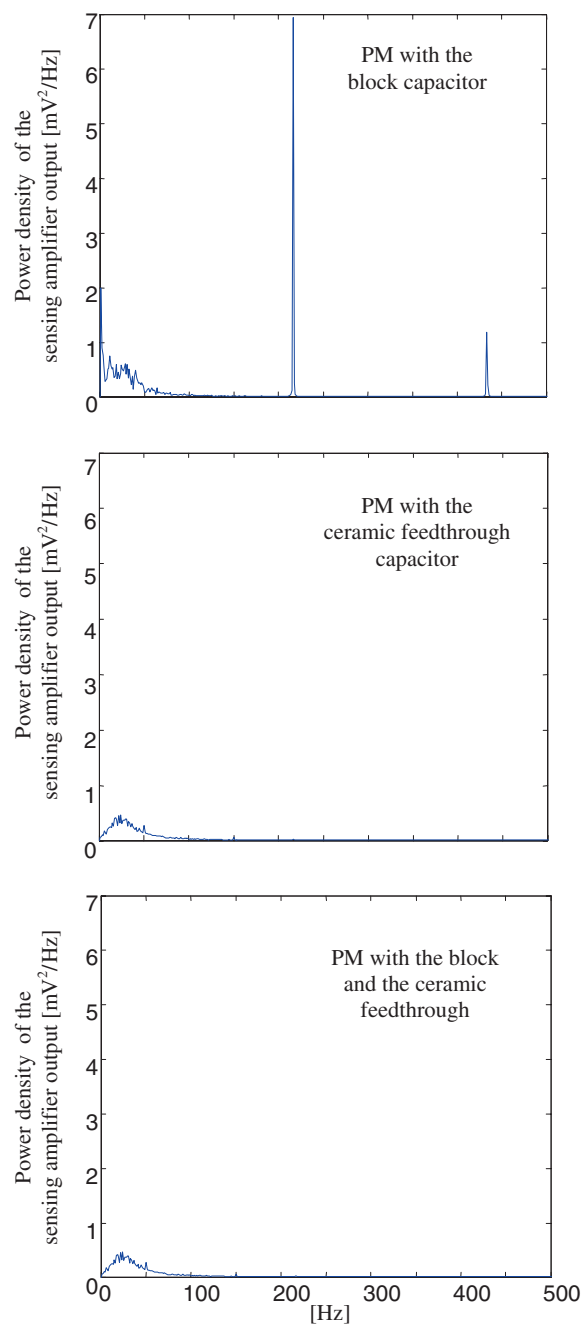 7
6
5
4
3
2
1
0
Power density of the
sensing amplifier output [mV²/Hz]
PM with the
block capacitor
7
6
5
4
3
2
1
0
Power density of the
sensing amplifier output [mV²/Hz]
PM with the
ceramic feedthrough
capacitor
7
6
5
4
3
2
1
0
Power density of the
sensing amplifier output [mV²/Hz]
PM with the block
and the ceramic
feedthrough
0 100 200 300 400 500
[Hz]